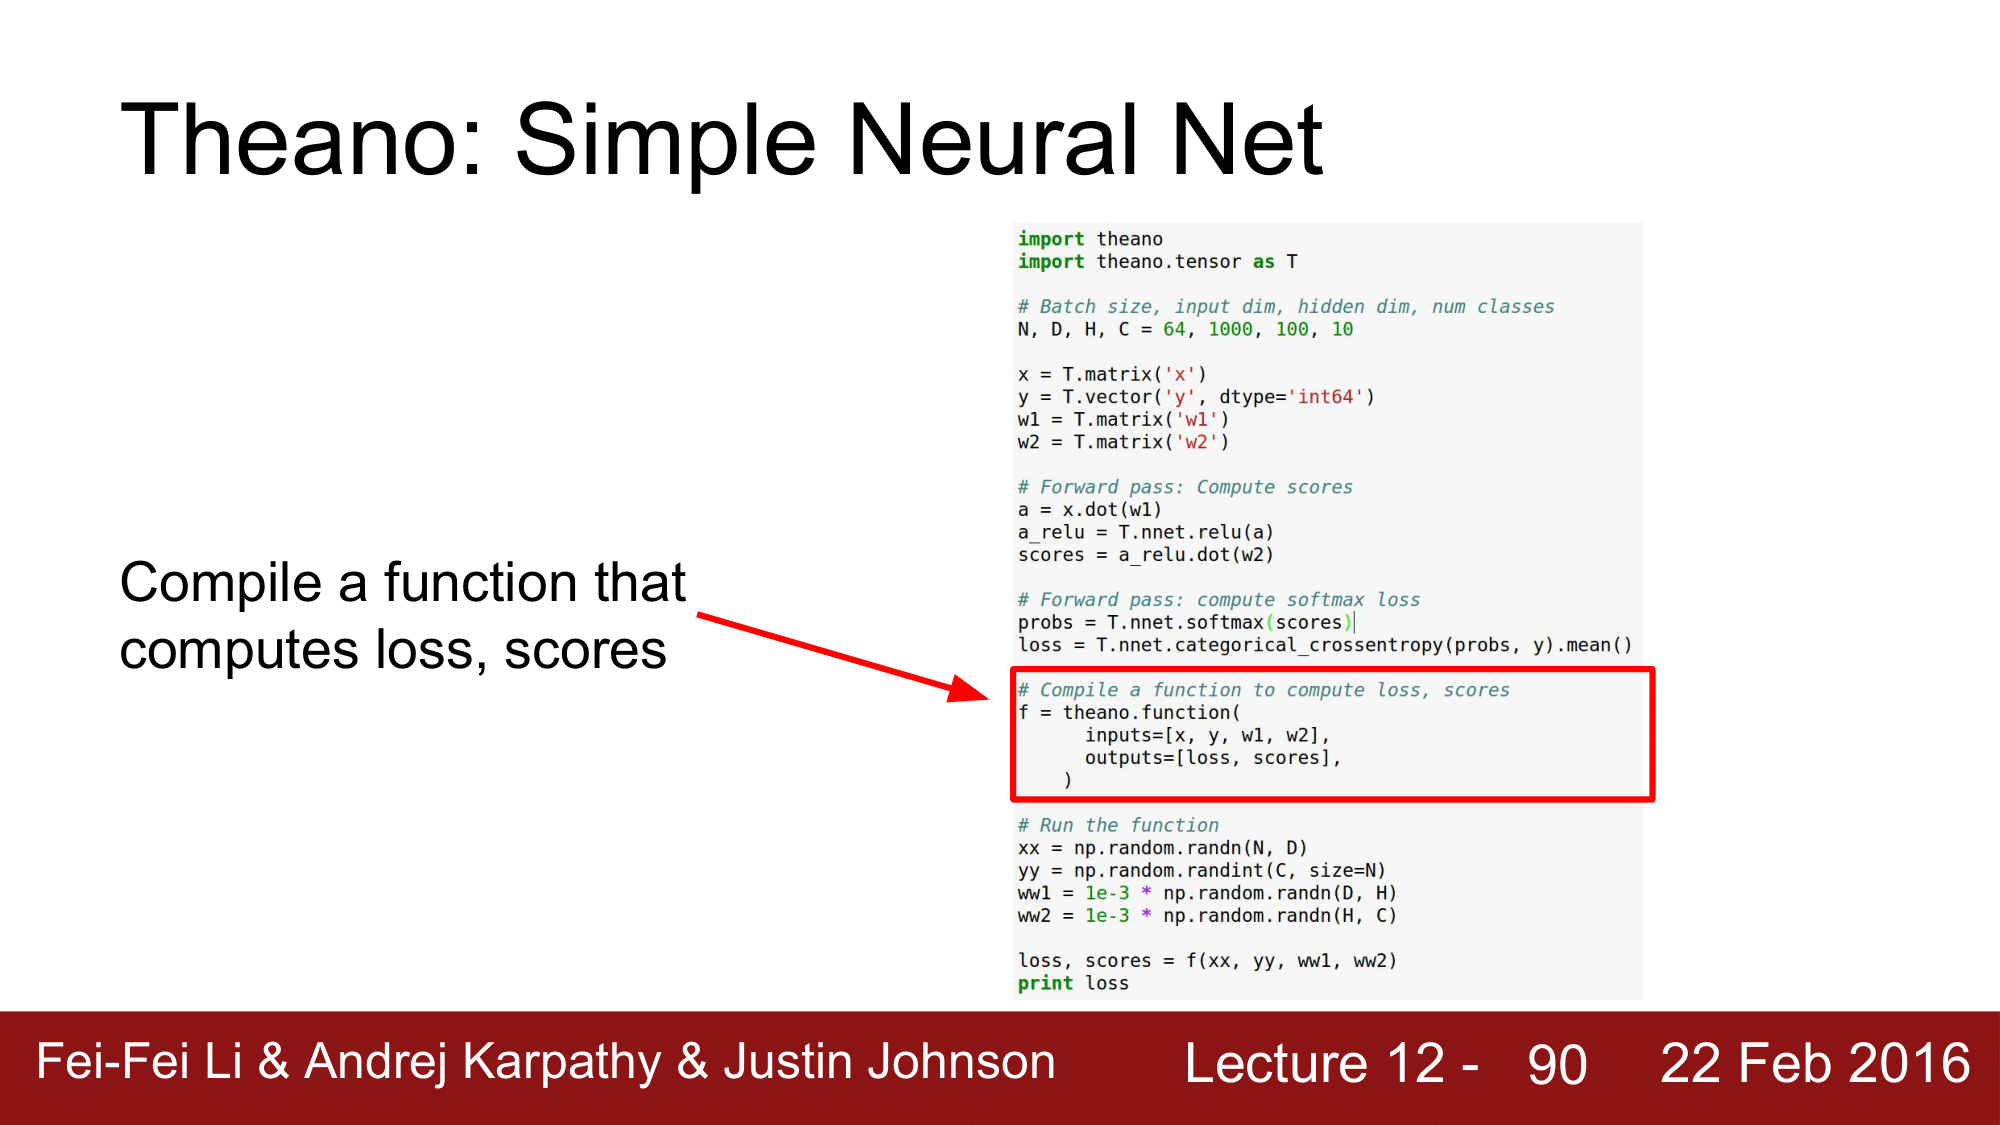 Theano: Simple Neural Net
Compile a function that
computes loss, scores
import theano
import theano.tensor as T
# Batch size, input dim, hidden dim, num classes
N, D, H, C = 64, 1000, 100, 10
x = T.matrix('x')
y = T.vector('y', dtype='int64')
w1 = T.matrix('w1')
w2 = T.matrix('w2')
# Forward pass: Compute scores
a = x.dot(w1)
a_relu = T.nnet.relu(a)
scores = a_relu.dot(w2)
# Forward pass: compute softmax loss
probs = T.nnet.softmax(scores)
loss = T.nnet.categorical_crossentropy(probs, y).mean()
# Compile a function to compute loss, scores
f = theano.function(
inputs=[x, y, w1, w2],
outputs=[loss, scores],
)
# Run the function
xx = np.random.randn(N, D)
yy = np.random.randint(C, size=N)
ww1 = 1e-3 * np.random.randn(D, H)
ww2 = 1e-3 * np.random.randn(H, C)
loss, scores = f(xx, yy, ww1, ww2)
print loss
Fei-Fei Li & Andrej Karpathy & Justin Johnson Lecture 12 - 90 22 Feb 2016